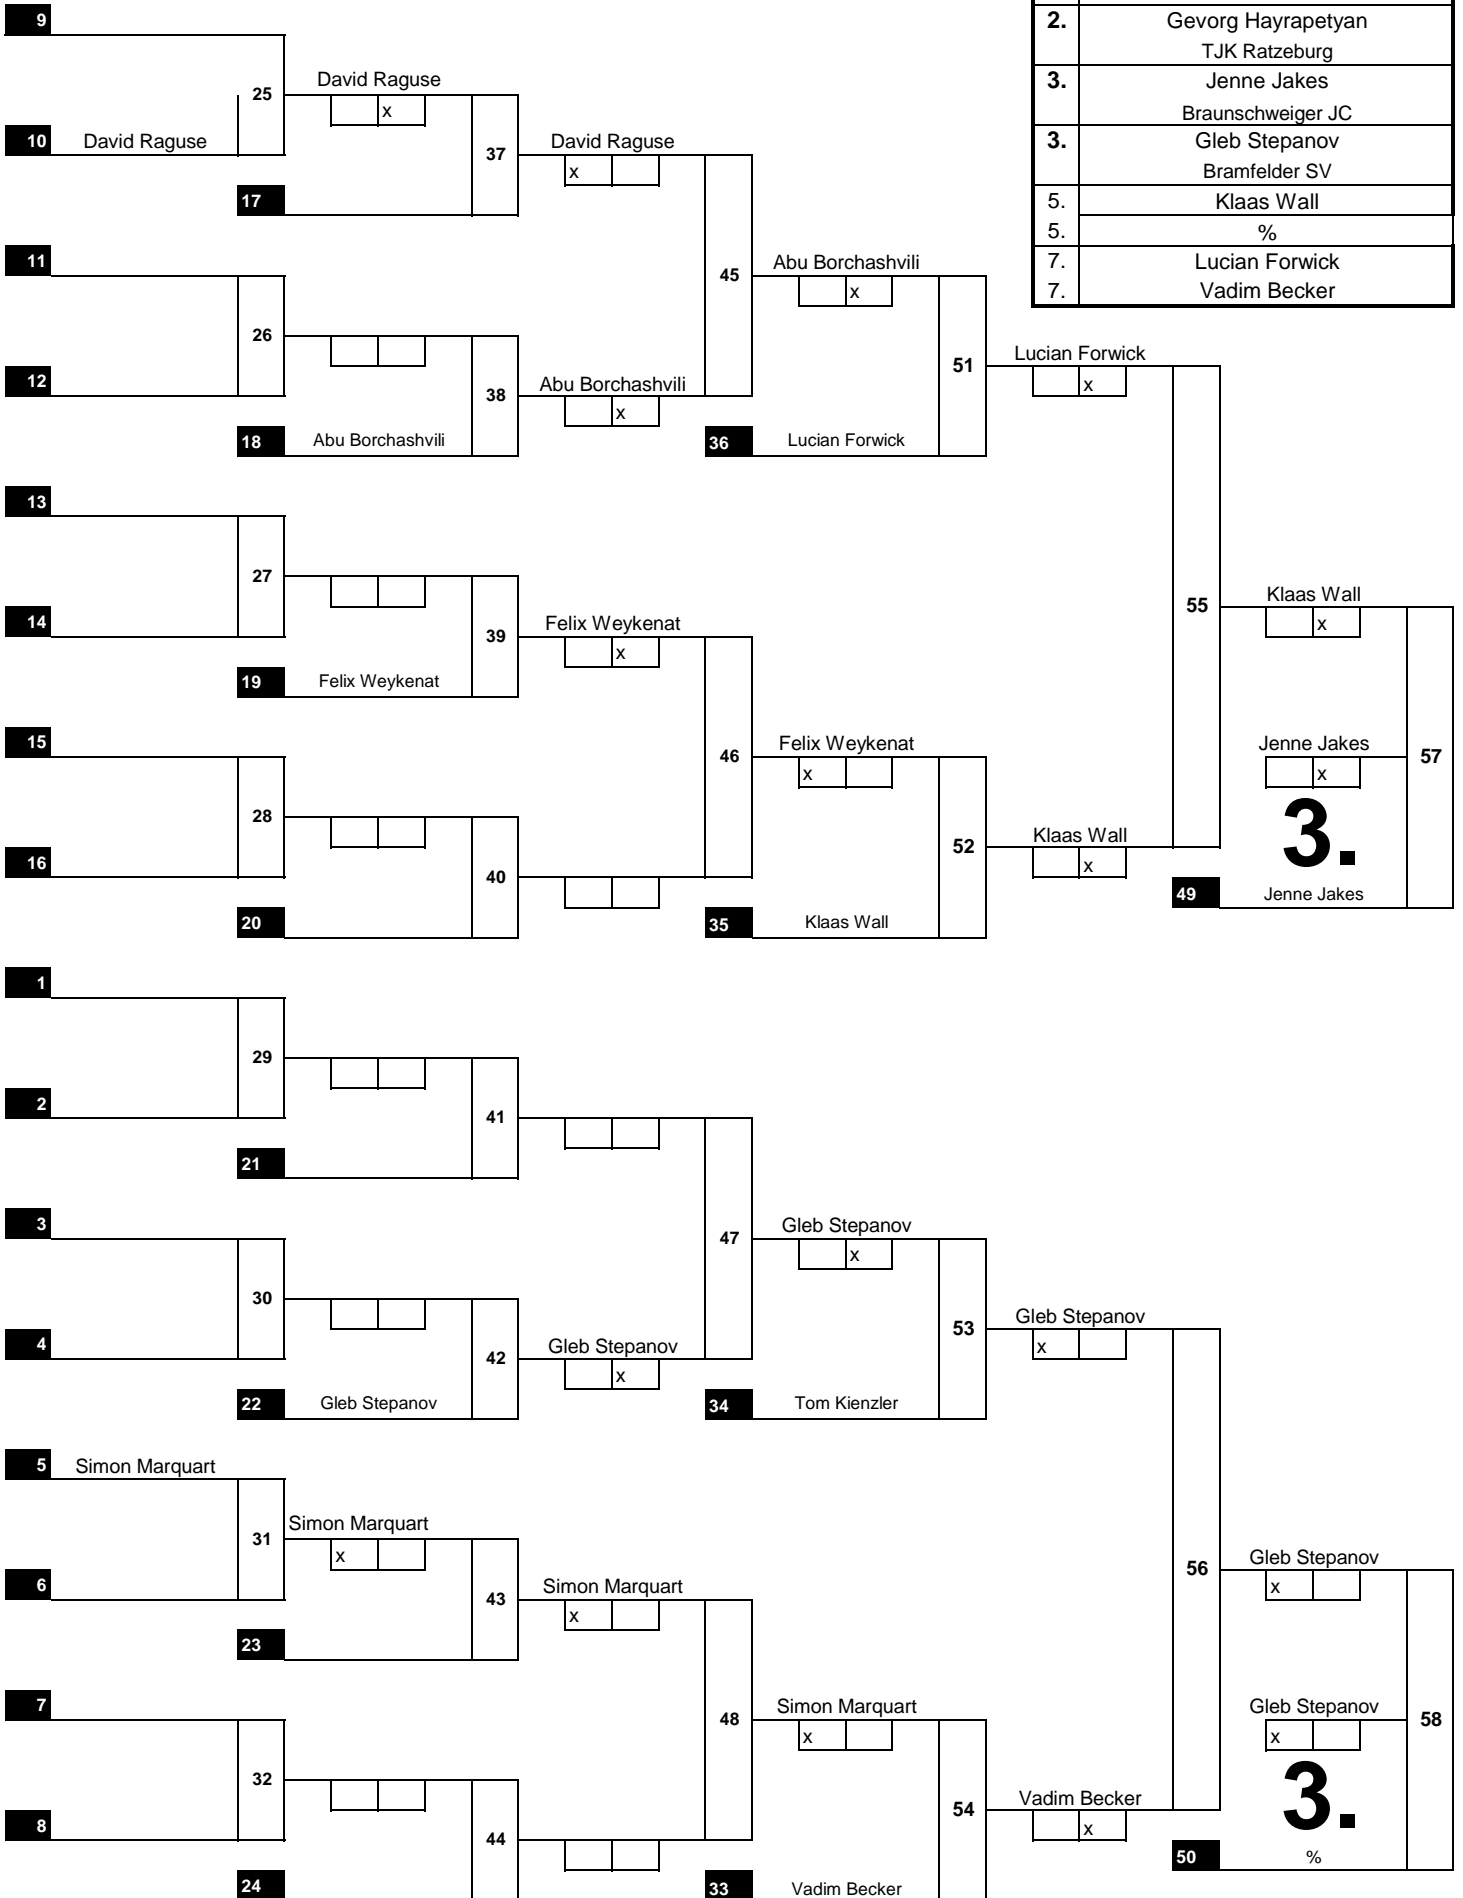 9
2. Gevorg Hayrapetyan
TJK Ratzeburg
3. Jenne Jakes
25 David Raguse
x
Braunschweiger JC
10 David Raguse
37 David Raguse
3. Gleb Stepanov
x
Bramfelder SV
17
5. Klaas Wall
5. %
11
45 Abu Borchashvili
7. Lucian Forwick
x
7. Vadim Becker
26
51 Lucian Forwick
12
38 Abu Borchashvili
x
x
18 Abu Borchashvili
36 Lucian Forwick
13
27
55 Klaas Wall
14
39 Felix Weykenat
x
x
19 Felix Weykenat
15
46 Felix Weykenat
Jenne Jakes 57
x
x
28
3.
52 Klaas Wall
16
40
x
49 Jenne Jakes
20
35 Klaas Wall
1
29
2
41
21
3
47 Gleb Stepanov
x
30
53 Gleb Stepanov
4
42 Gleb Stepanov
x
x
22 Gleb Stepanov
34 Tom Kienzler
5 Simon Marquart
31 Simon Marquart
x
56 Gleb Stepanov
6
43 Simon Marquart
x
x
23
7
48 Simon Marquart
Gleb Stepanov 58
x
x
32
3.
54 Vadim Becker
8
44
x
50 %
24
33 Vadim Becker